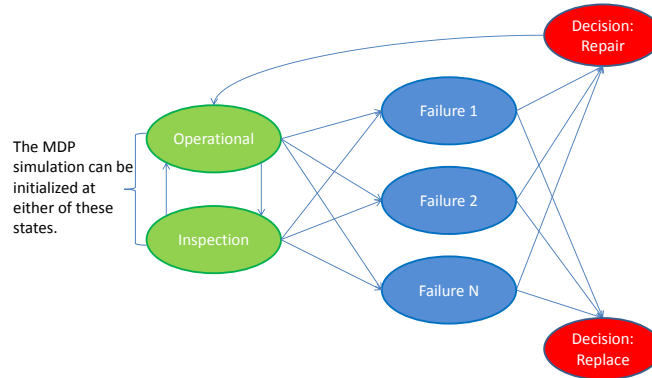 Decision:
Repair
Failure 1
Operational
The MDP
simulation can be
initialized at
either of these
states.
Failure 2
Inspection
Failure N
Decision:
Replace